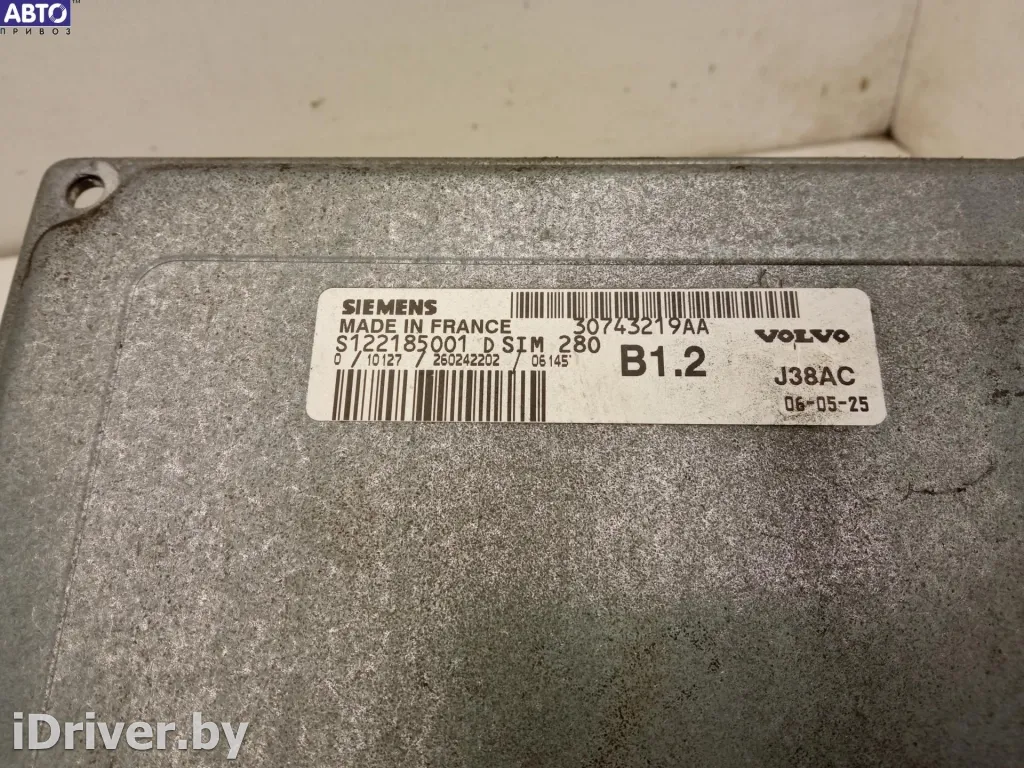 АВТО™
ПРИВОЗ
SIEMENS
MADE IN FRANCE 30743219AA VOLVO
S122185001 D SIM 280 B1.2 J38AC
0 / 10127 / 260242202 / 06145 06-05-25
iDriver.by